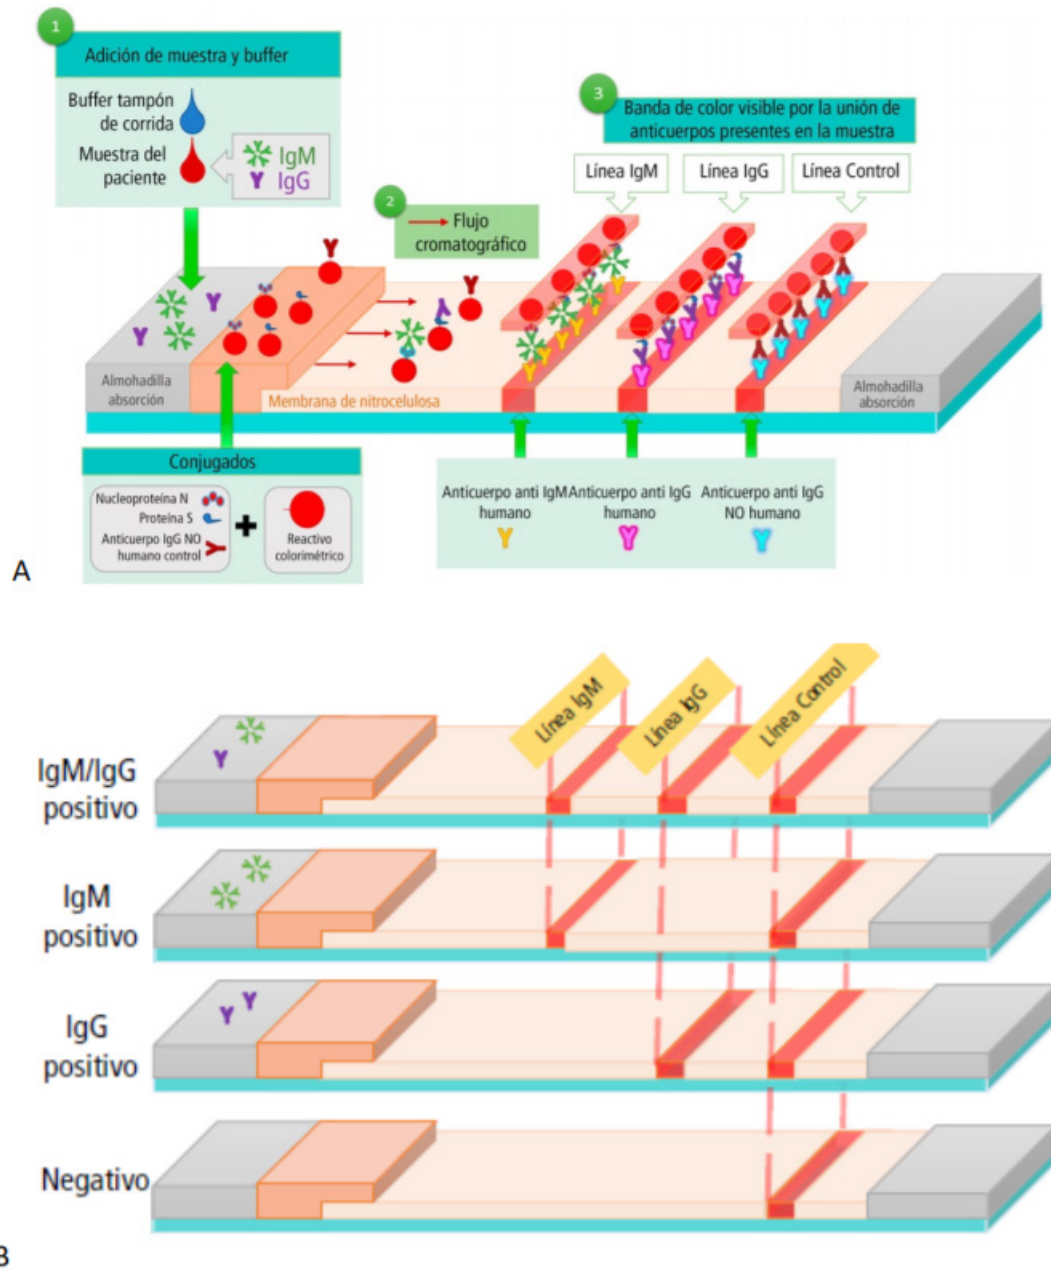 1
Adición de muestra y buffer
Buffer tampón
de corrida
Muestra del
paciente
IgM
IgG
2
Flujo
cromatográfico
3
Banda de color visible por la unión de
anticuerpos presentes en la muestra
Línea IgM
Línea IgG
Línea Control
Almohadilla
absorción
Membrana de nitrocelulosa
Almohadilla
absorción
Conjugados
Nucleoproteína N
Proteína S
Anticuerpo IgG NO
humano control
+
Reactivo
colorimétrico
Anticuerpo anti IgM
humano
Anticuerpo anti IgG
humano
Anticuerpo anti IgG
NO humano
A
Línea IgM
Línea IgG
Línea Control
IgM/IgG
positivo
IgM
positivo
IgG
positivo
Negativo
B